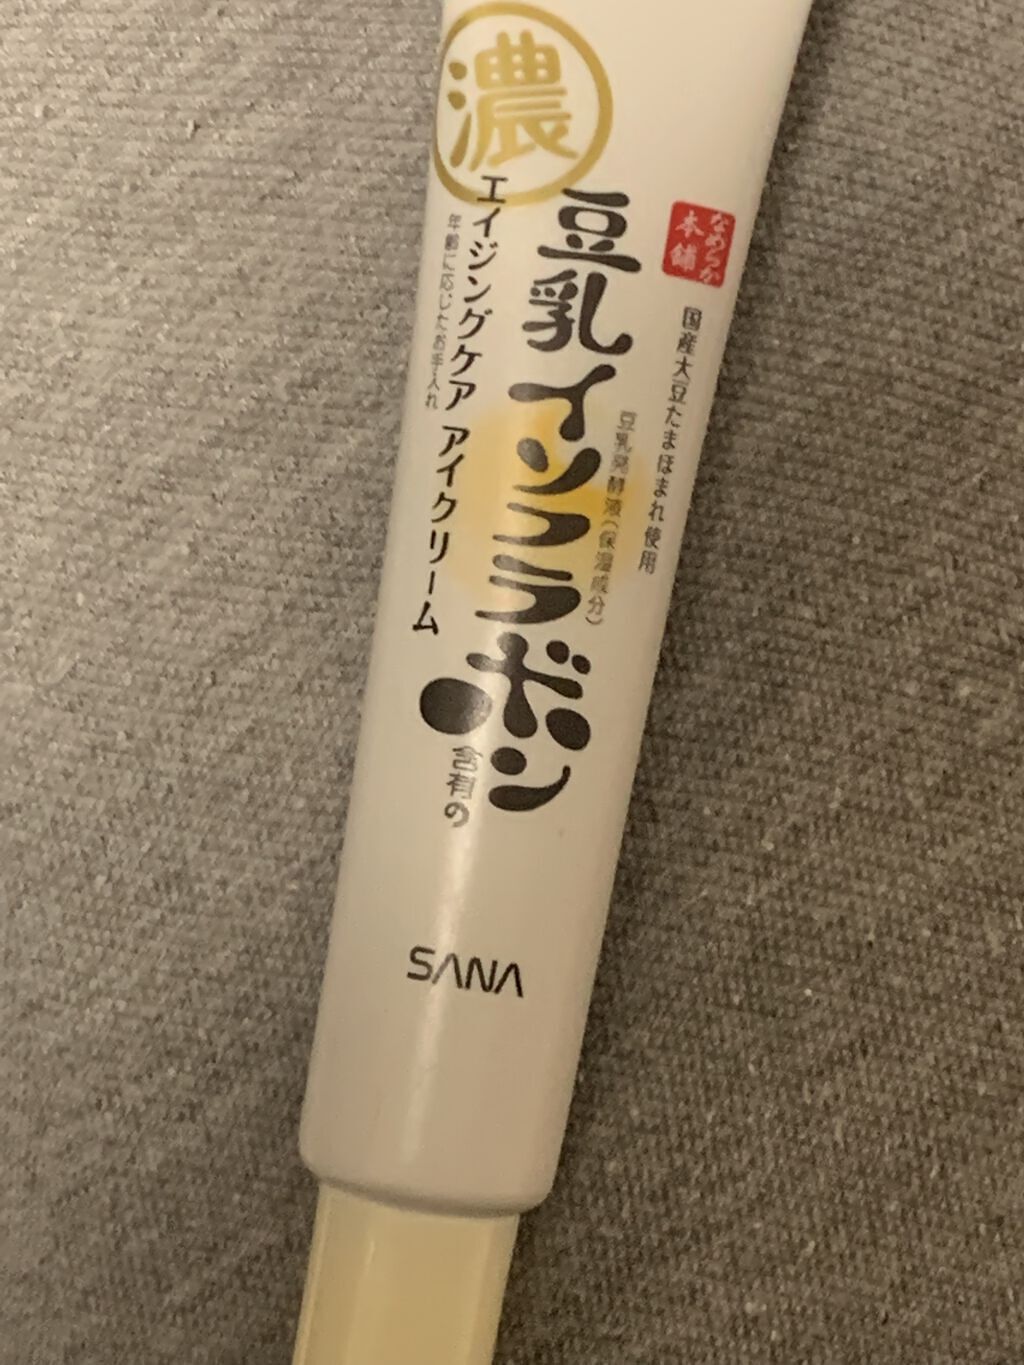 なめらか
本舗
国産大豆たまほまれ使用
豆乳発酵液(保湿成分)
豆乳イソフラボン
含有の
濃
エイジングケア アイクリーム
年齢に応じたお手入れ
SANA